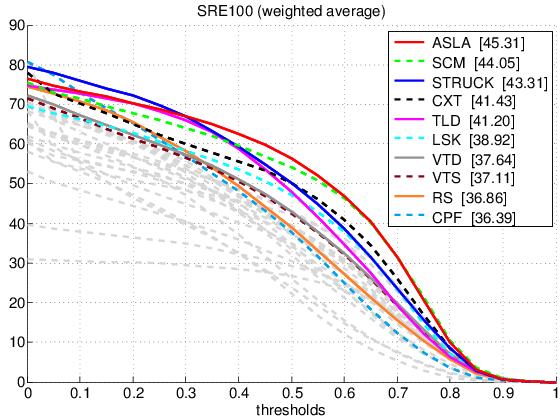 SRE100 (weighted average)
90
80
70
60
50
40
30
20
10
0
ASLA [45.31]
SCM [44.05]
STRUCK [43.31]
CXT [41.43]
TLD [41.20]
LSK [38.92]
VTD [37.64]
VTS [37.11]
RS [36.86]
CPF [36.39]
0 0.1 0.2 0.3 0.4 0.5 0.6 0.7 0.8 0.9 1
thresholds